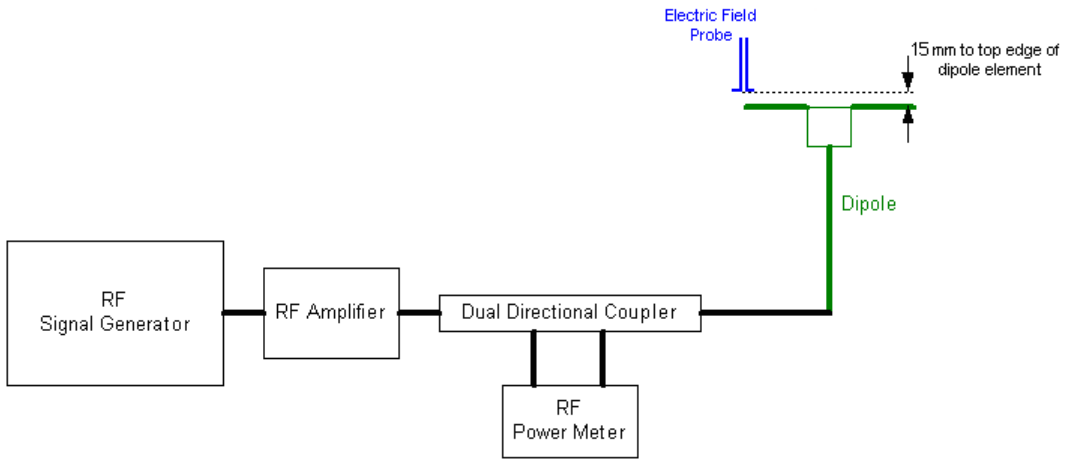 Electric Field
Probe
15 mm to top edge of
dipole element
Dipole
RF
Signal Generator
RF Amplifier
Dual Directional Coupler
RF
Power Meter